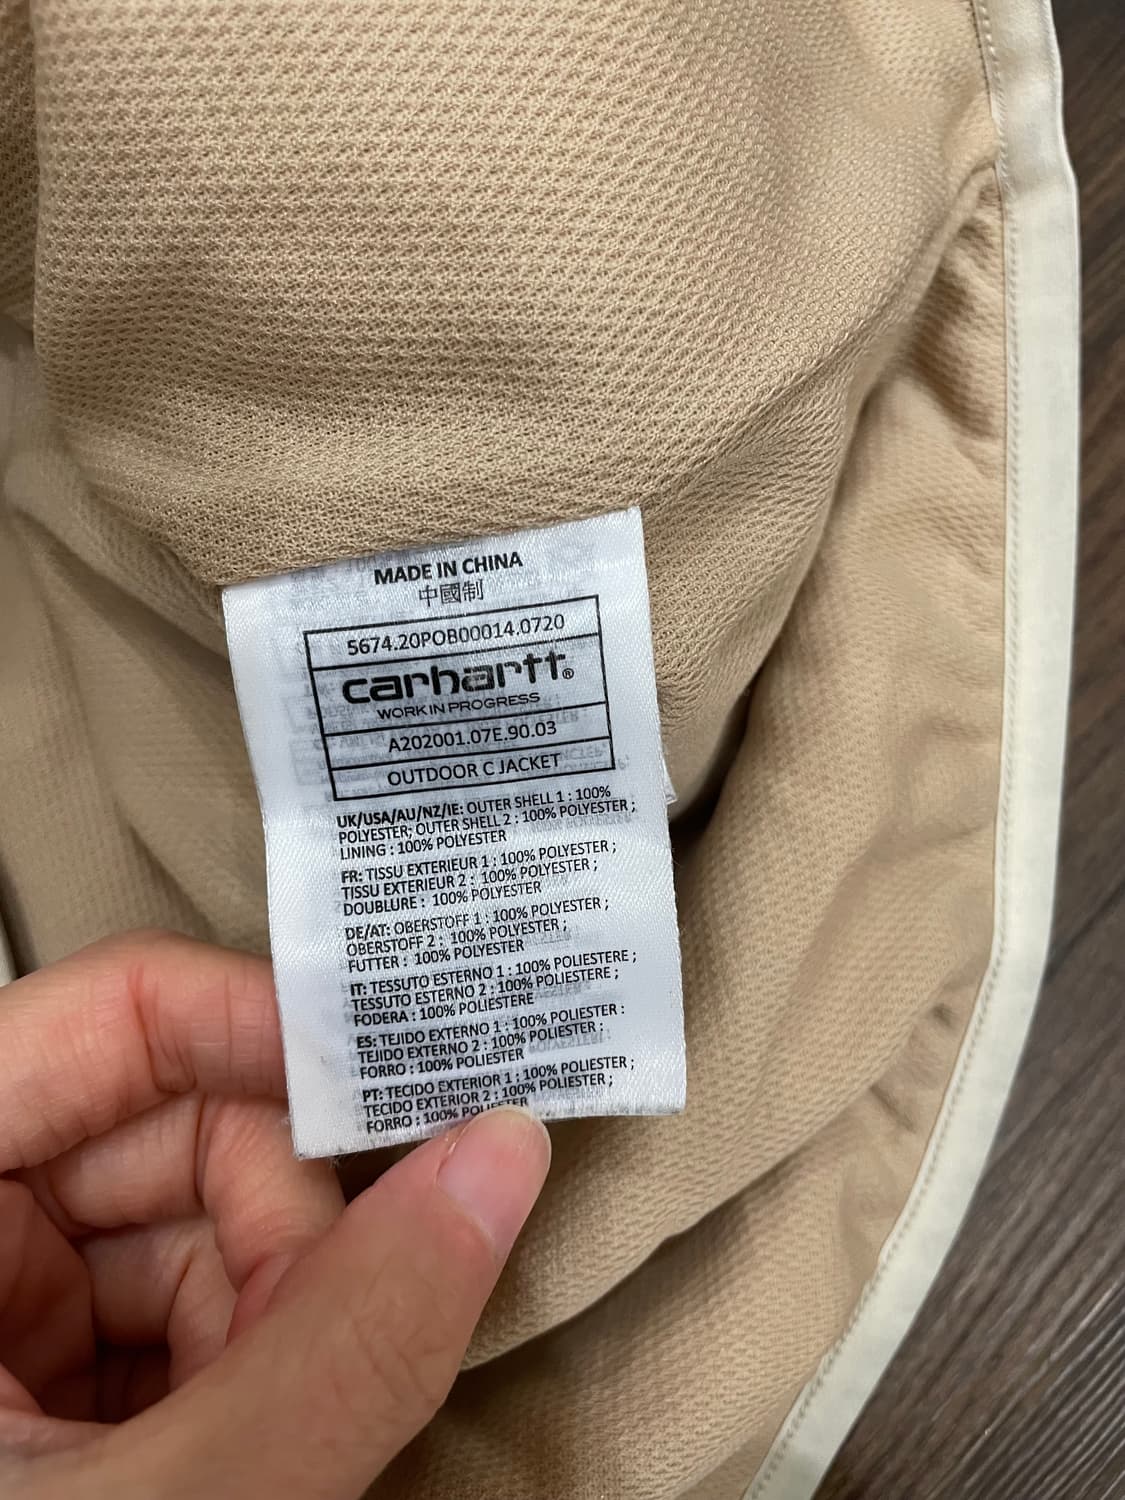 MADE IN CHINA
中國制
5674.20POB00014.0720
carhartt®
WORK IN PROGRESS
A202001.07E.90.03
OUTDOOR C JACKET
UK/USA/AU/NZ/IE: OUTER SHELL 1 : 100%
POLYESTER; OUTER SHELL 2 : 100% POLYESTER ;
LINING : 100% POLYESTER
FR: TISSU EXTERIEUR 1 : 100% POLYESTER ;
TISSU EXTERIEUR 2 : 100% POLYESTER ;
DOUBLURE : 100% POLYESTER
DE/AT: OBERSTOFF 1 : 100% POLYESTER ;
OBERSTOFF 2 : 100% POLYESTER ;
FUTTER : 100% POLYESTER
IT: TESSUTO ESTERNO 1 : 100% POLIESTERE ;
TESSUTO ESTERNO 2 : 100% POLIESTERE ;
FODERA : 100% POLIESTERE
ES: TEJIDO EXTERNO 1 : 100% POLIESTER :
TEJIDO EXTERNO 2 : 100% POLIESTER ;
FORRO : 100% POLIESTER
PT: TECIDO EXTERIOR 1 : 100% POLIESTER ;
TECIDO EXTERIOR 2 : 100% POLIESTER ;
FORRO : 100% POLIESTER